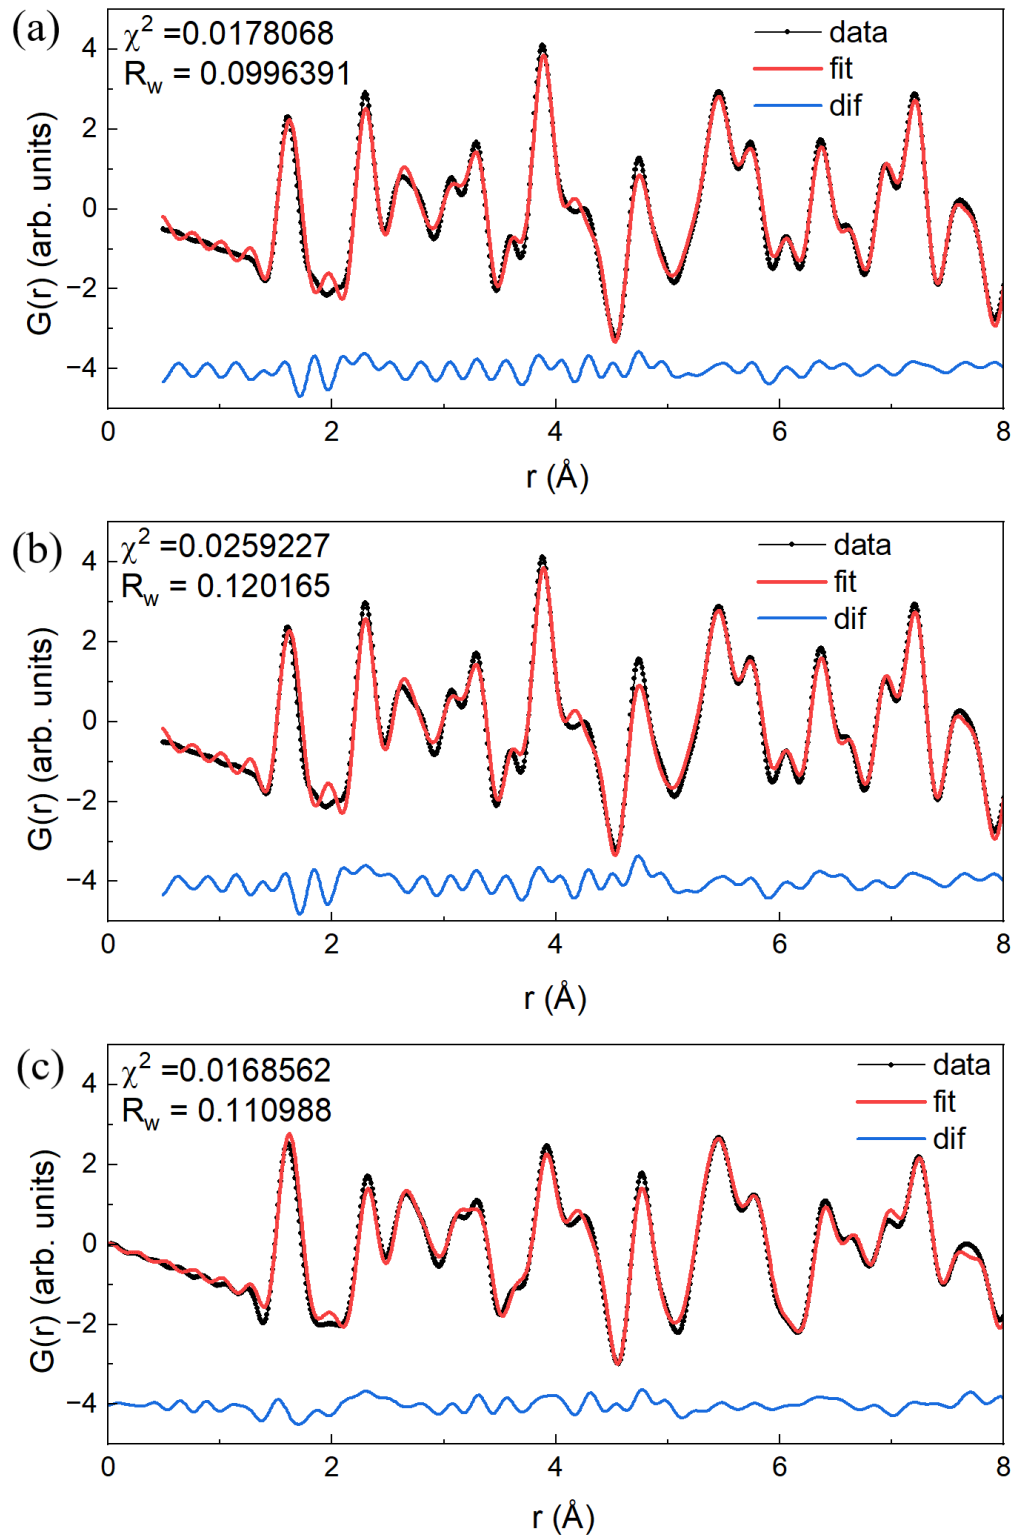 (a)
χ² =0.0178068
R_w = 0.0996391
data
fit
dif
4
2
0
−2
−4
G(r) (arb. units)
2
4
6
8
r (Å)
(b)
χ² =0.0259227
R_w = 0.120165
data
fit
dif
4
2
0
−2
−4
G(r) (arb. units)
0
2
4
6
8
r (Å)
(c)
χ² =0.0168562
R_w = 0.110988
data
fit
dif
4
2
0
−2
−4
G(r) (arb. units)
0
2
4
6
8
r (Å)